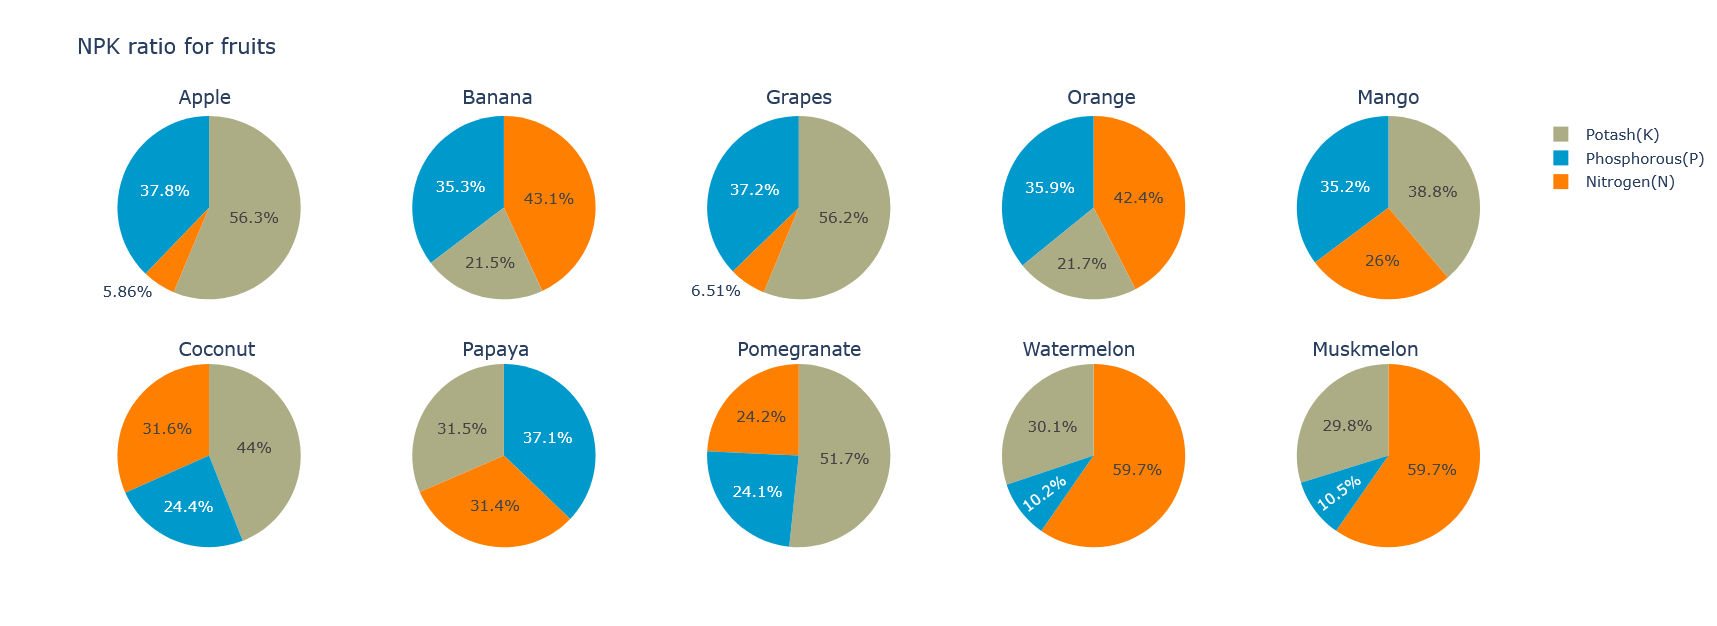 NPK ratio for fruits
Apple
Banana
Grapes
Orange
Mango
37.8%
56.3%
5.86%
35.3%
43.1%
21.5%
37.2%
56.2%
6.51%
35.9%
42.4%
21.7%
35.2%
38.8%
26%
Potash(K)
Phosphorous(P)
Nitrogen(N)
Coconut
Papaya
Pomegranate
Watermelon
Muskmelon
31.6%
44%
24.4%
31.5%
37.1%
31.4%
24.2%
51.7%
24.1%
30.1%
59.7%
10.2%
29.8%
59.7%
10.5%